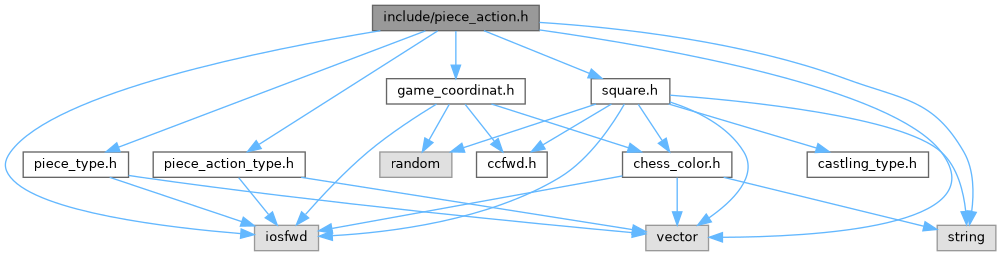 include/piece_action.h
game_coordinat.h
square.h
piece_type.h
piece_action_type.h
random
ccfwd.h
chess_color.h
castling_type.h
iosfwd
vector
string